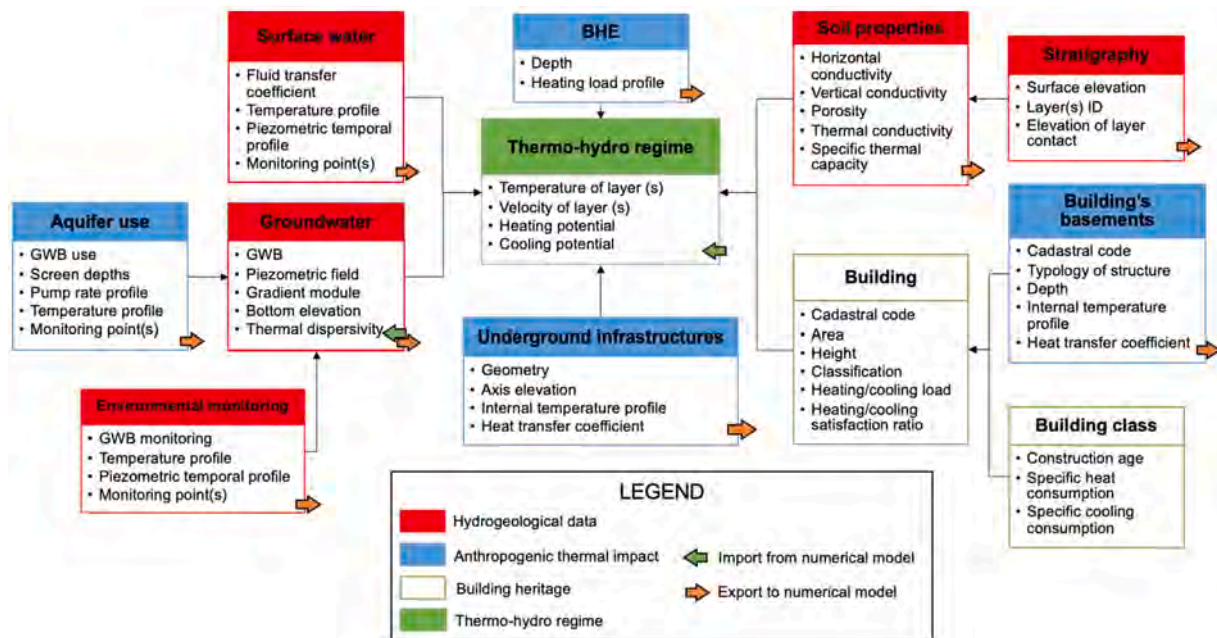 Surface water
• Fluid transfer
coefficient
• Temperature profile
• Piezometric temporal
profile
• Monitoring point(s)
BHE
• Depth
• Heating load profile
Soil properties
• Horizontal
conductivity
• Vertical conductivity
• Porosity
• Thermal conductivity
• Specific thermal
capacity
Stratigraphy
• Surface elevation
• Layer(s) ID
• Elevation of layer
contact
Thermo-hydro regime
• Temperature of layer (s)
• Velocity of layer (s)
• Heating potential
• Cooling potential
Aquifer use
• GWB use
• Screen depths
• Pump rate profile
• Temperature profile
• Monitoring point(s)
Groundwater
• GWB
• Piezometric field
• Gradient module
• Bottom elevation
• Thermal dispersivity
Building's
basements
• Cadastral code
• Typology of structure
• Depth
• Internal temperature
profile
• Heat transfer coefficient
Building
• Cadastral code
• Area
• Height
• Classification
• Heating/cooling load
• Heating/cooling
satisfaction ratio
Underground infrastructures
• Geometry
• Axis elevation
• Internal temperature profile
• Heat transfer coefficient
Environmental monitoring
• GWB monitoring
• Temperature profile
• Piezometric temporal profile
• Monitoring point(s)
Building class
• Construction age
• Specific heat
consumption
• Specific cooling
consumption
LEGEND
Hydrogeological data
Anthropogenic thermal impact
Building heritage
Thermo-hydro regime
Import from numerical model
Export to numerical model